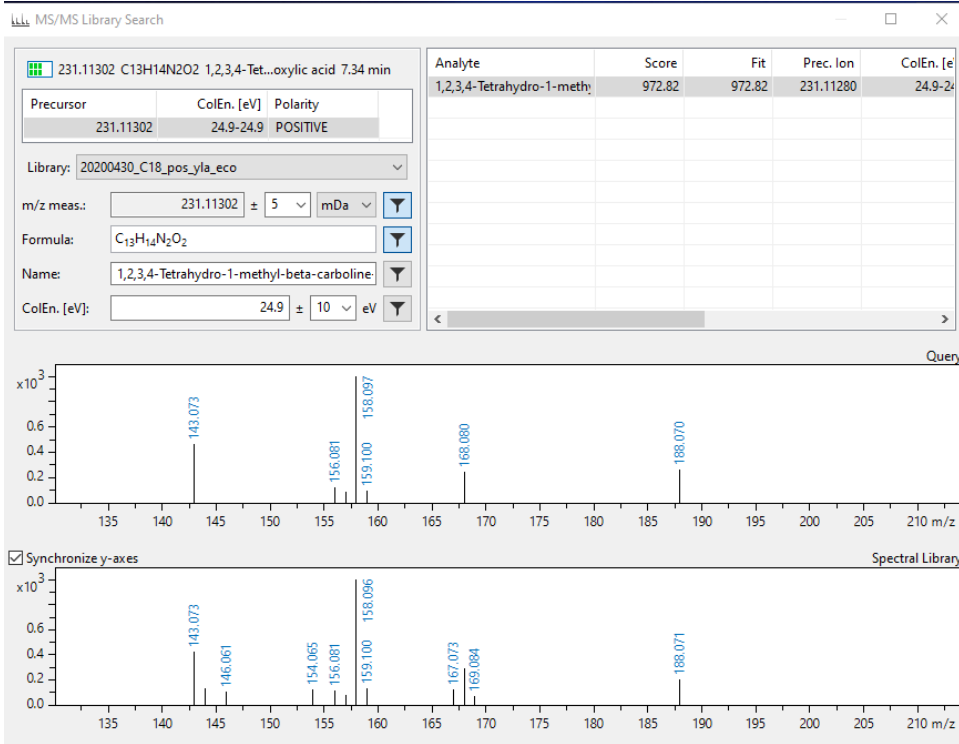 MS/MS Library Search
231.11302 C13H14N2O2 1,2,3,4-Tet...oxylic acid 7.34 min
Precursor ColEn. [eV] Polarity
231.11302 24.9-24.9 POSITIVE
Library: 20200430_C18_pos_yla_eco
m/z meas.: 231.11302 ± 5 mDa
Formula: C₁₃H₁₄N₂O₂
Name: 1,2,3,4-Tetrahydro-1-methyl-beta-carboline-
ColEn. [eV]: 24.9 ± 10 eV
Analyte Score Fit Prec. Ion ColEn. [e
1,2,3,4-Tetrahydro-1-methy 972.82 972.82 231.11280 24.9-24
Query
x10³
0.6
0.4
0.2
0.0
143.073
156.081
158.097
159.100
168.080
188.070
135 140 145 150 155 160 165 170 175 180 185 190 195 200 205 210 m/z
Synchronize y-axes
Spectral Library
x10³
0.6
0.4
0.2
0.0
143.073
146.061
154.065
156.081
158.096
159.100
167.073
169.084
188.071
135 140 145 150 155 160 165 170 175 180 185 190 195 200 205 210 m/z